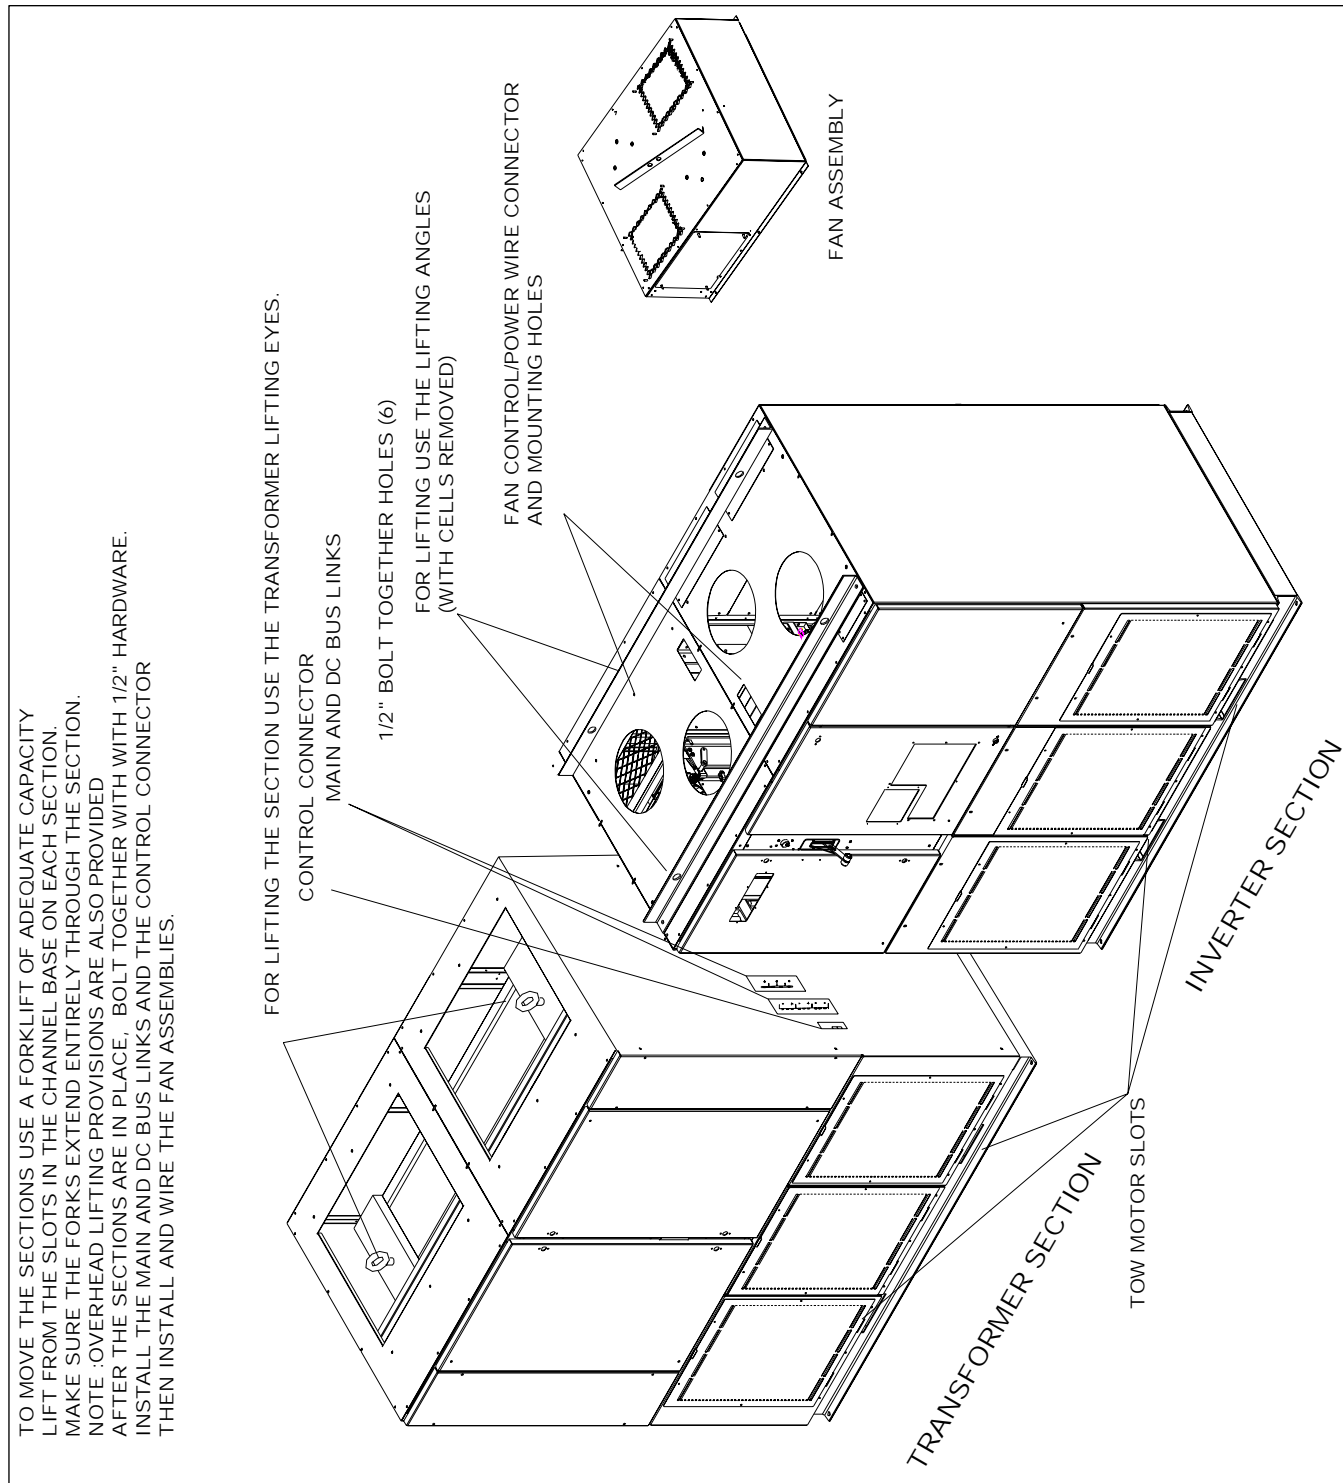 TO MOVE THE SECTIONS USE A FORKLIFT OF ADEQUATE CAPACITY
LIFT FROM THE SLOTS IN THE CHANNEL BASE ON EACH SECTION.
MAKE SURE THE FORKS EXTEND ENTIRELY THROUGH THE SECTION.
NOTE :OVERHEAD LIFTING PROVISIONS ARE ALSO PROVIDED
AFTER THE SECTIONS ARE IN PLACE, BOLT TOGETHER WITH WITH 1/2" HARDWARE.
INSTALL THE MAIN AND DC BUS LINKS AND THE CONTROL CONNECTOR
THEN INSTALL AND WIRE THE FAN ASSEMBLIES.
FOR LIFTING THE SECTION USE THE TRANSFORMER LIFTING EYES.
CONTROL CONNECTOR
MAIN AND DC BUS LINKS
1/2" BOLT TOGETHER HOLES (6)
FOR LIFTING USE THE LIFTING ANGLES
(WITH CELLS REMOVED)
FAN CONTROL/POWER WIRE CONNECTOR
AND MOUNTING HOLES
FAN ASSEMBLY
TRANSFORMER SECTION
TOW MOTOR SLOTS
INVERTER SECTION